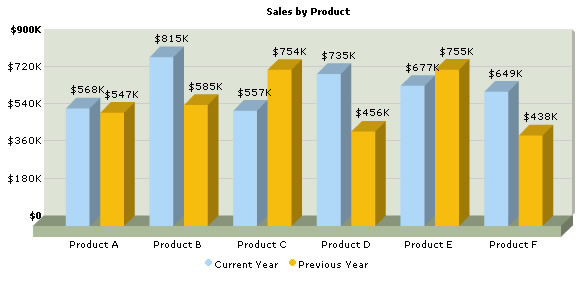 Sales by Product
$900K
$720K
$540K
$360K
$180K
$0
$568K
$547K
$815K
$585K
$557K
$754K
$735K
$456K
$677K
$755K
$649K
$438K
Product A Product B Product C Product D Product E Product F
Current Year Previous Year